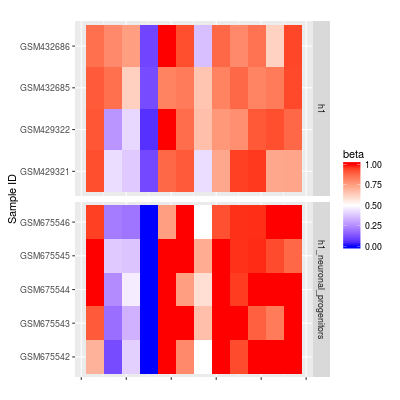 GSM432686
GSM432685
GSM429322
GSM429321
h1
GSM675546
GSM675545
GSM675544
GSM675543
GSM675542
h1_neuronal_progenitors
Sample ID
beta
1.00
0.75
0.50
0.25
0.00